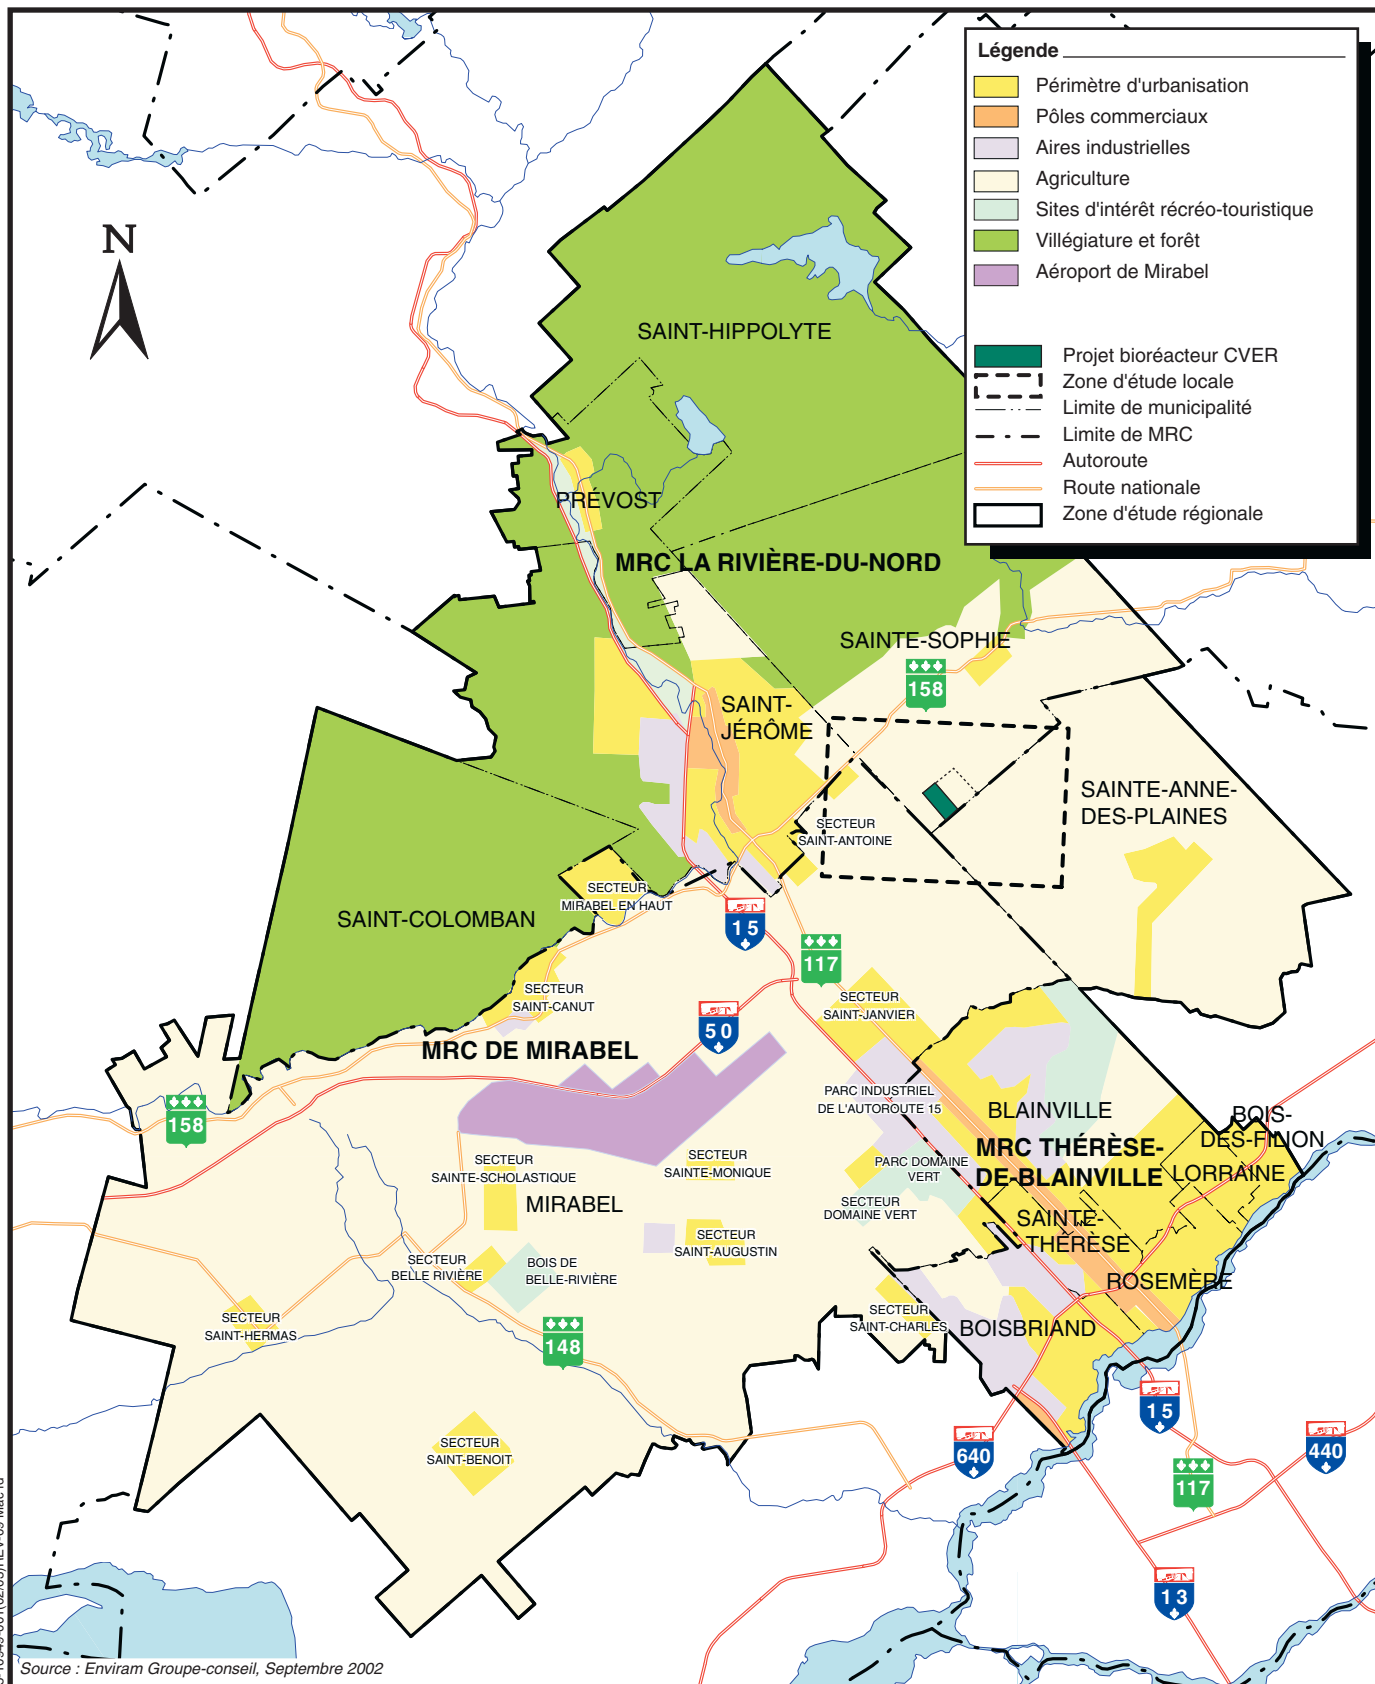 Légende
Périmètre d'urbanisation
Pôles commerciaux
Aires industrielles
Agriculture
Sites d'intérêt récréo-touristique
Villégiature et forêt
Aéroport de Mirabel
Projet bioréacteur CVER
Zone d'étude locale
Limite de municipalité
Limite de MRC
Autoroute
Route nationale
Zone d'étude régionale
N
SAINT-HIPPOLYTE
PRÉVOST
MRC LA RIVIÈRE-DU-NORD
SAINTE-SOPHIE
158
SAINT-
JÉRÔME
SAINTE-ANNE-
DES-PLAINES
SECTEUR
SAINT-ANTOINE
SECTEUR
MIRABEL EN HAUT
SAINT-COLOMBAN
15
117
SECTEUR
SAINT-CANUT
SECTEUR
SAINT-JANVIER
50
MRC DE MIRABEL
PARC INDUSTRIEL
DE L'AUTOROUTE 15
BLAINVILLE
BOIS-
DES-FILION
158
MRC THÉRÈSE-
DE-BLAINVILLE
LORRAINE
SECTEUR
SAINTE-SCHOLASTIQUE
SECTEUR
SAINTE-MONIQUE
PARC DOMAINE
VERT
MIRABEL
SECTEUR
DOMAINE VERT
SAINTE-
THÉRÈSE
SECTEUR
SAINT-AUGUSTIN
SECTEUR
BELLE RIVIÈRE
BOIS DE
BELLE-RIVIÈRE
ROSEMÈRE
SECTEUR
SAINT-HERMAS
SECTEUR
SAINT-CHARLES
BOISBRIAND
148
15
SECTEUR
SAINT-BENOIT
640
440
117
13
Source : Enviram Groupe-conseil, Septembre 2002